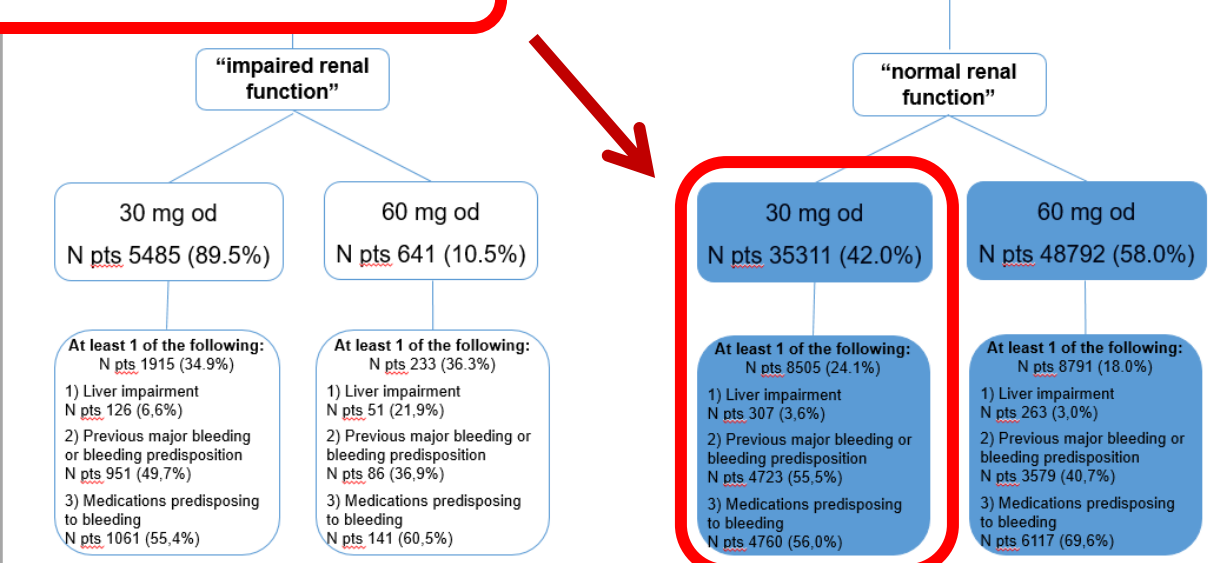 “impaired renal
function”
“normal renal
function”
30 mg od
N pts 5485 (89.5%)
60 mg od
N pts 641 (10.5%)
30 mg od
N pts 35311 (42.0%)
60 mg od
N pts 48792 (58.0%)
At least 1 of the following:
N pts 1915 (34.9%)
1) Liver impairment
N pts 126 (6,6%)
2) Previous major bleeding
or bleeding predisposition
N pts 951 (49,7%)
3) Medications predisposing
to bleeding
N pts 1061 (55,4%)
At least 1 of the following:
N pts 233 (36.3%)
1) Liver impairment
N pts 51 (21,9%)
2) Previous major bleeding or
bleeding predisposition
N pts 86 (36,9%)
3) Medications predisposing
to bleeding
N pts 141 (60,5%)
At least 1 of the following:
N pts 8505 (24.1%)
1) Liver impairment
N pts 307 (3,6%)
2) Previous major bleeding or
bleeding predisposition
N pts 4723 (55,5%)
3) Medications predisposing
to bleeding
N pts 4760 (56,0%)
At least 1 of the following:
N pts 8791 (18.0%)
1) Liver impairment
N pts 263 (3,0%)
2) Previous major bleeding or
bleeding predisposition
N pts 3579 (40,7%)
3) Medications predisposing
to bleeding
N pts 6117 (69,6%)